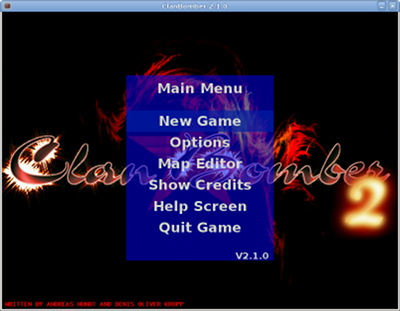 ClanBomber 2.1.0
Main Menu
New Game
Options
Map Editor
Show Credits
Help Screen
Quit Game
ClanBomber
2
V2.1.0
WRITTEN BY ANDREAS HUNDT AND DENIS OLIVER KROPP